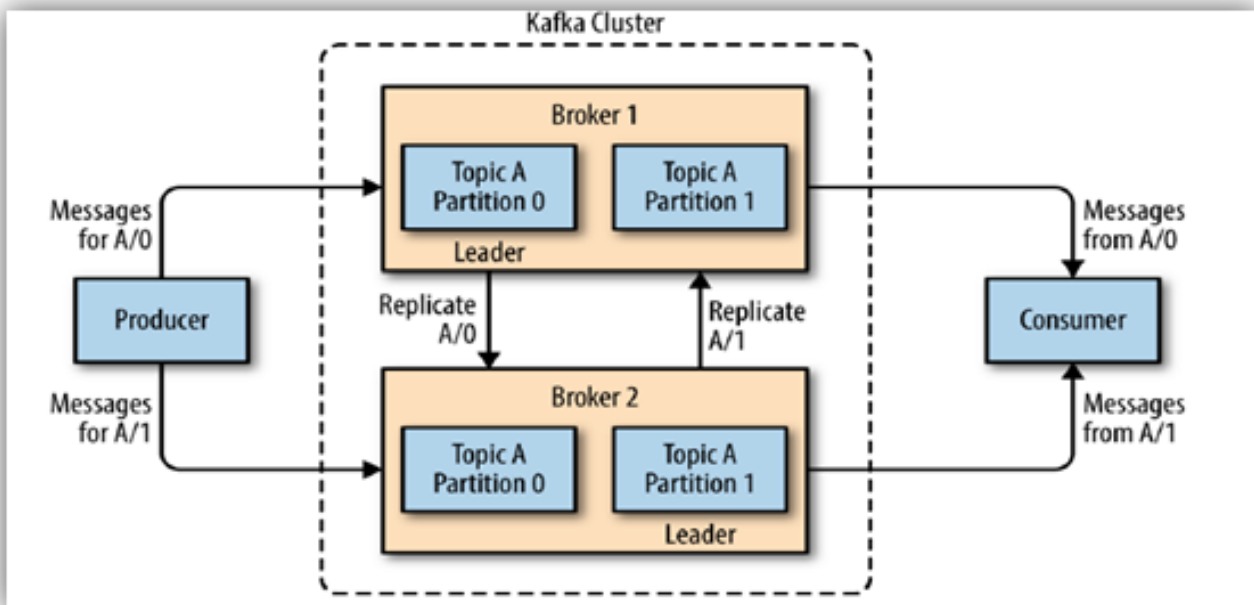 Kafka Cluster
Broker 1
Topic A
Partition 0
Topic A
Partition 1
Leader
Messages
for A/0
Messages
from A/0
Producer
Replicate
A/0
Replicate
A/1
Consumer
Messages
for A/1
Messages
from A/1
Broker 2
Topic A
Partition 0
Topic A
Partition 1
Leader